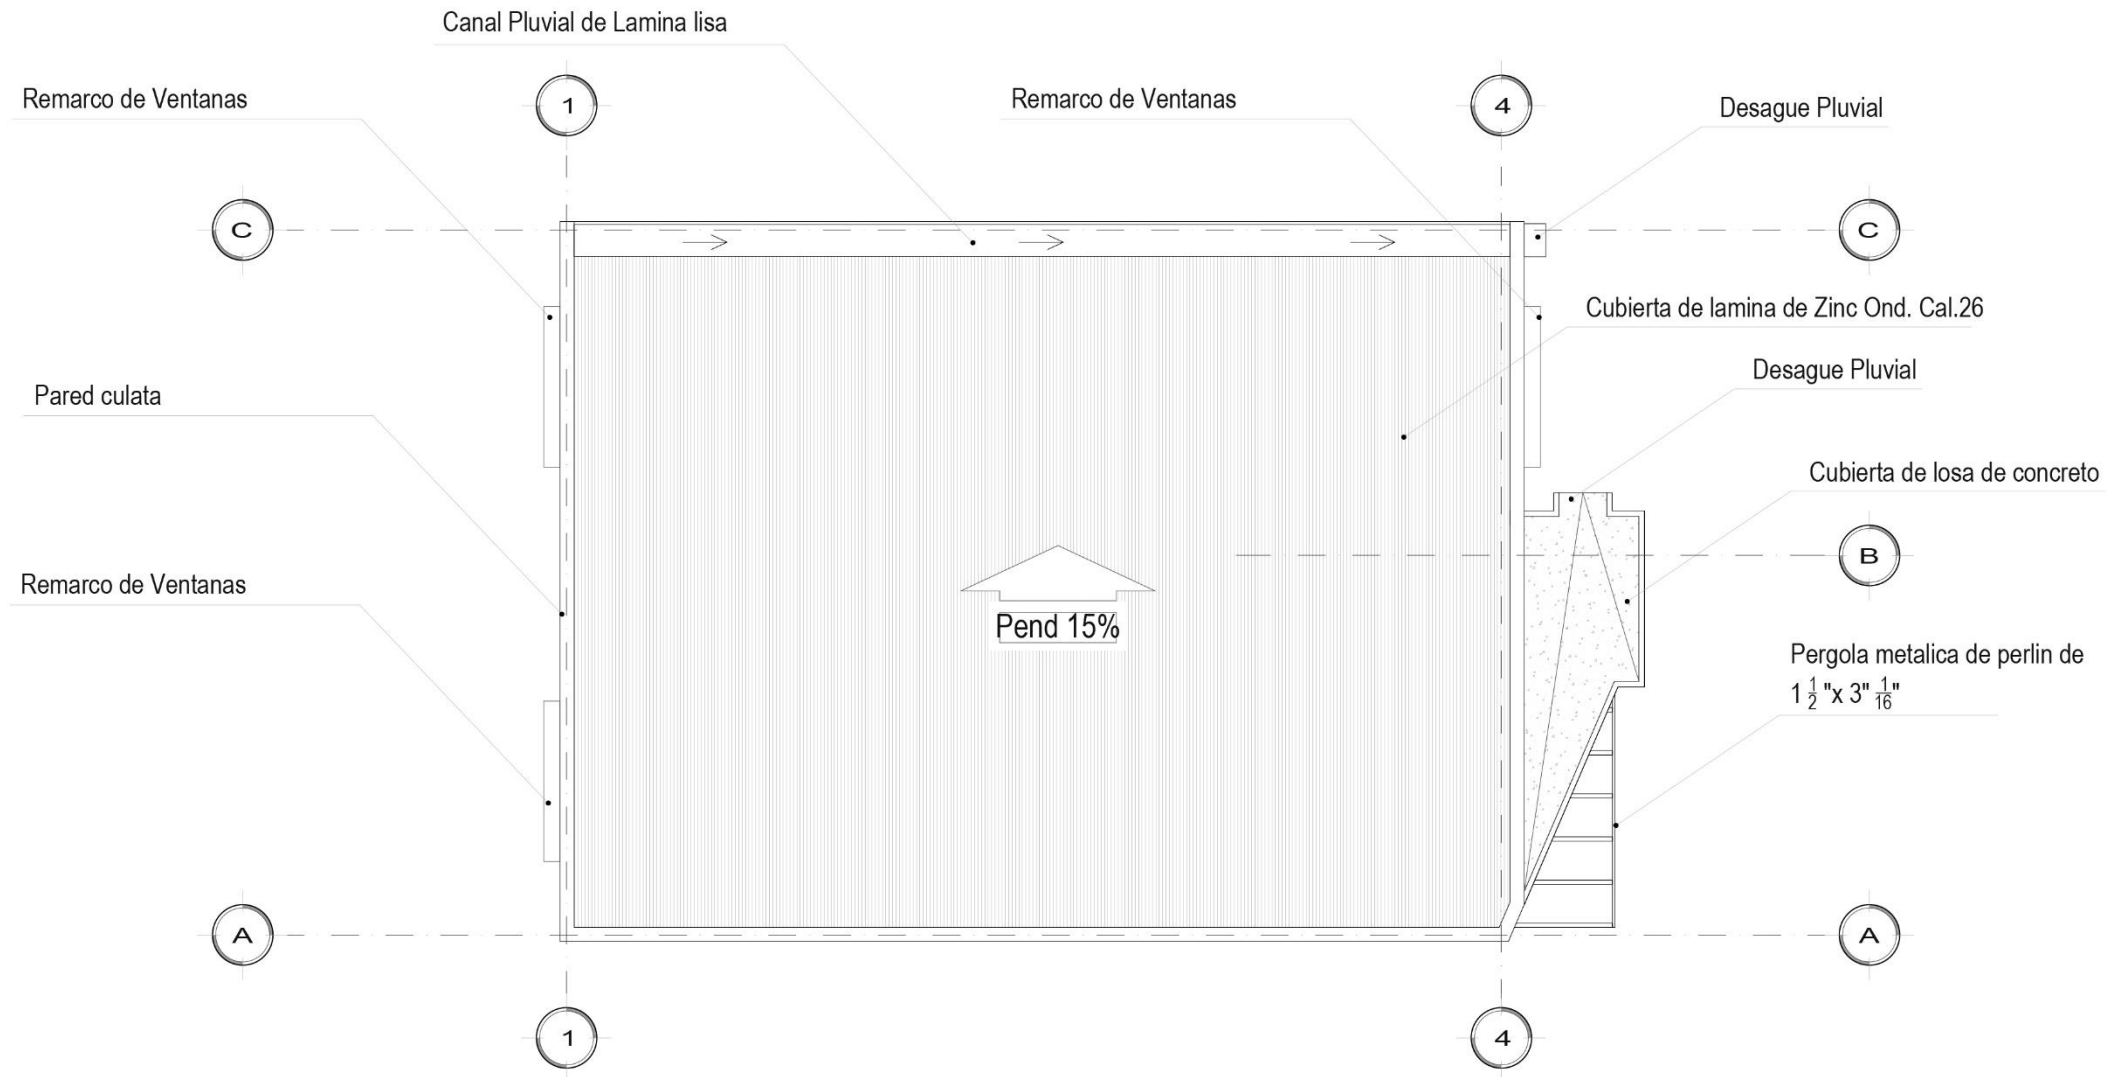 Canal Pluvial de Lamina lisa
Remarco de Ventanas
1
Remarco de Ventanas
4
Desague Pluvial
C
C
Cubierta de lamina de Zinc Ond. Cal.26
Desague Pluvial
Pared culata
Cubierta de losa de concreto
B
Remarco de Ventanas
Pend 15%
Pergola metalica de perlin de
1 1/2 "x 3" 1/16"
A
A
1
4